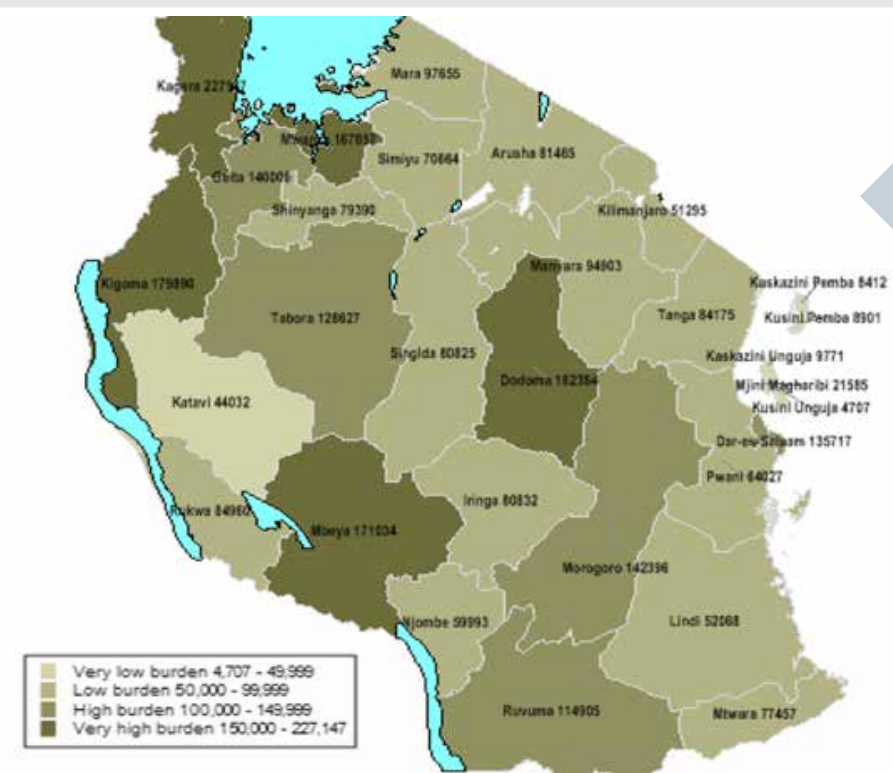 Mara 97655
Kagera 227147
Simiyu 70664
Arusha 81465
Geita 140006
Shinyanga 79390
Kilimanjaro 51295
Manyara 94903
Kigoma 179890
Kaskazini Pemba 8412
Tabora 128627
Tanga 84175
Kusini Pemba 8901
Singida 80825
Kaskazini Unguja 9771
Dodoma 182354
Mjini Magharibi 21585
Katavi 44032
Kusini Unguja 4707
Dar-es-Salaam 135717
Pwani 64027
Iringa 80832
Rukwa 84960
Mbeya 171034
Morogoro 142396
Njombe 59993
Lindi 52068
Ruvuma 114905
Mtwara 77457
Very low burden 4,707 - 49,999
Low burden 50,000 - 99,999
High burden 100,000 - 149,999
Very high burden 150,000 - 227,147